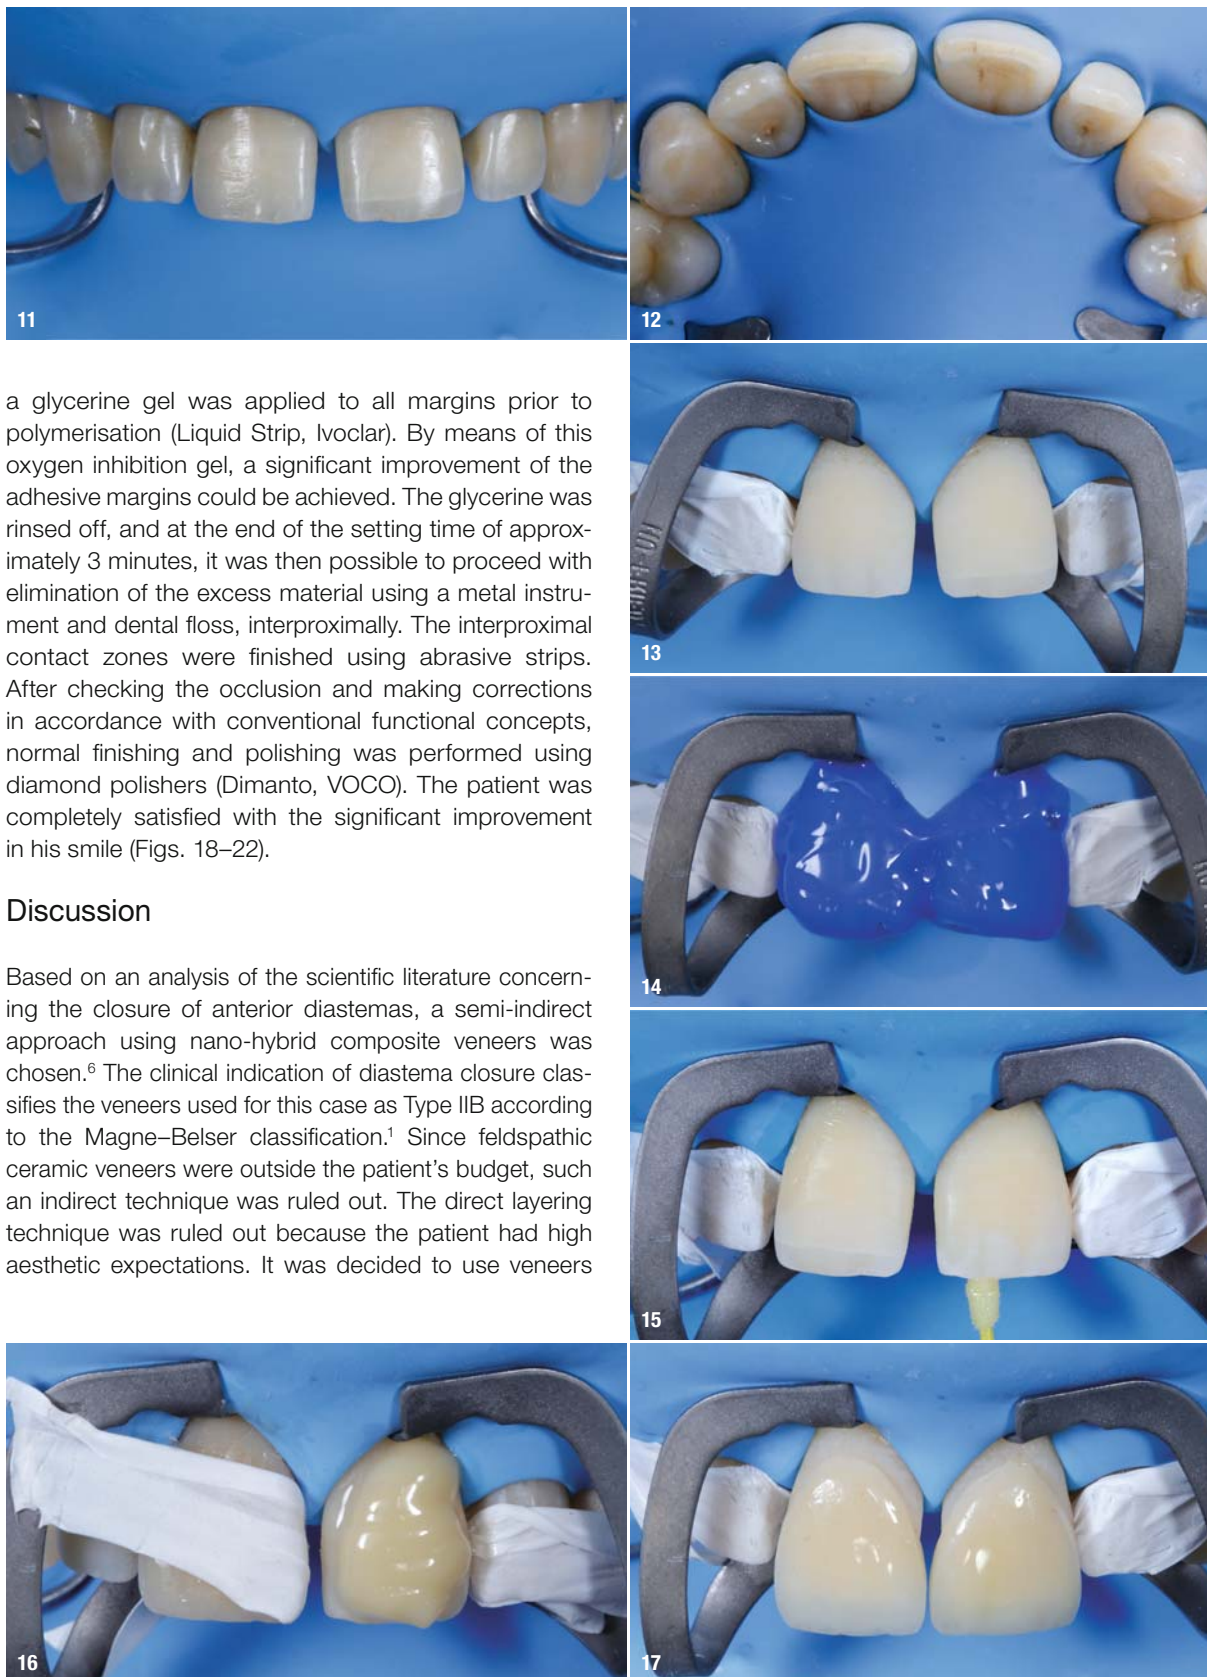 11
12
a glycerine gel was applied to all margins prior to
polymerisation (Liquid Strip, Ivoclar). By means of this
oxygen inhibition gel, a significant improvement of the
adhesive margins could be achieved. The glycerine was
rinsed off, and at the end of the setting time of approx-
imately 3 minutes, it was then possible to proceed with
elimination of the excess material using a metal instru-
ment and dental floss, interproximally. The interproximal
contact zones were finished using abrasive strips.
After checking the occlusion and making corrections
in accordance with conventional functional concepts,
normal finishing and polishing was performed using
diamond polishers (Dimanto, VOCO). The patient was
completely satisfied with the significant improvement
in his smile (Figs. 18–22).
Discussion
Based on an analysis of the scientific literature concern-
ing the closure of anterior diastemas, a semi-indirect
approach using nano-hybrid composite veneers was
chosen.⁶ The clinical indication of diastema closure clas-
sifies the veneers used for this case as Type IIB according
to the Magne–Belser classification.¹ Since feldspathic
ceramic veneers were outside the patient's budget, such
an indirect technique was ruled out. The direct layering
technique was ruled out because the patient had high
aesthetic expectations. It was decided to use veneers
13
14
15
16
17